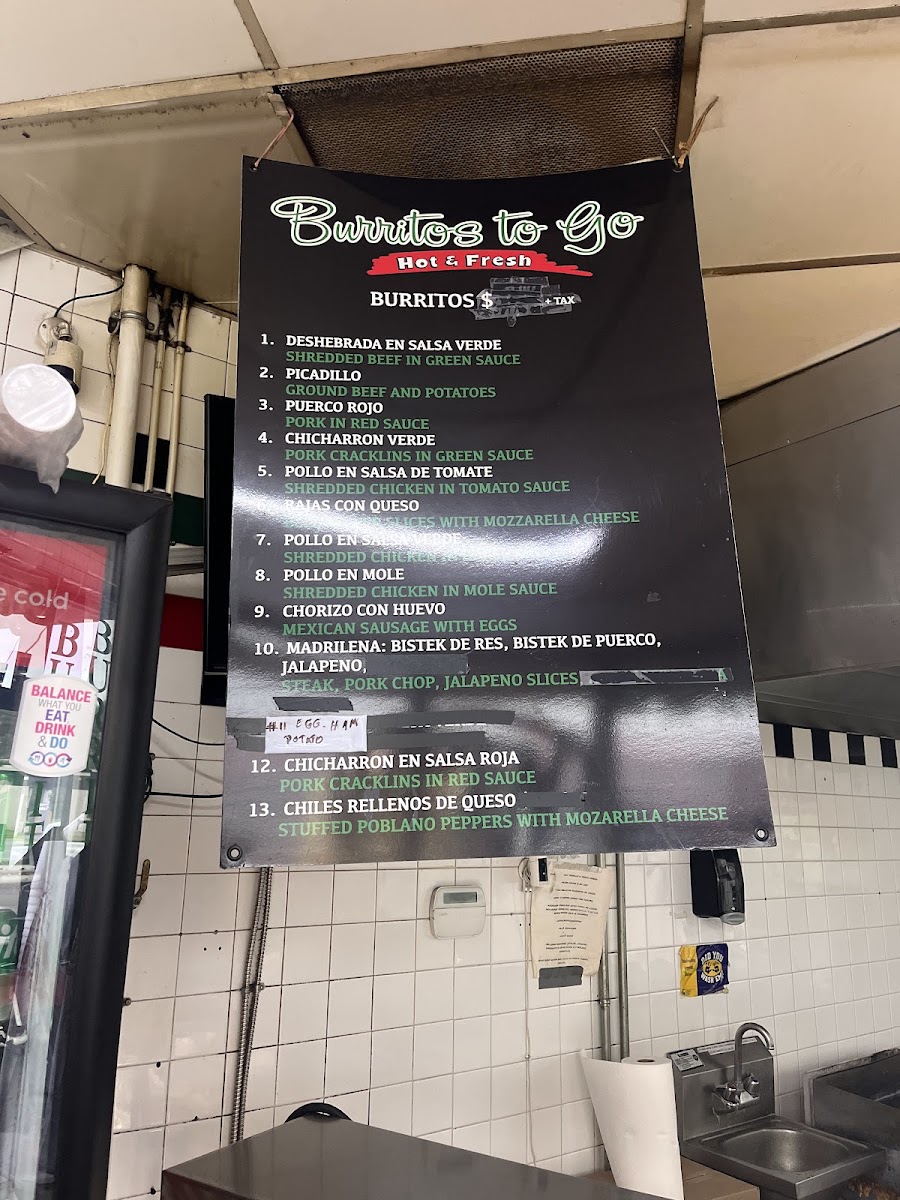 Burritos to Go
Hot & Fresh
BURRITOS $ + TAX
1. DESHEBRADA EN SALSA VERDE
SHREDDED BEEF IN GREEN SAUCE
2. PICADILLO
GROUND BEEF AND POTATOES
3. PUERCO ROJO
PORK IN RED SAUCE
4. CHICHARRON VERDE
PORK CRACKLINS IN GREEN SAUCE
5. POLLO EN SALSA DE TOMATE
SHREDDED CHICKEN IN TOMATO SAUCE
RAJAS CON QUESO
SLICES WITH MOZZARELLA CHEESE
7. POLLO EN SALSA VERDE
SHREDDED CHICKEN
8. POLLO EN MOLE
SHREDDED CHICKEN IN MOLE SAUCE
9. CHORIZO CON HUEVO
MEXICAN SAUSAGE WITH EGGS
10. MADRILENA: BISTEK DE RES, BISTEK DE PUERCO,
JALAPENO,
STEAK, PORK CHOP, JALAPENO SLICES,
#11 EGG - HAM
POTATO
12. CHICHARRON EN SALSA ROJA
PORK CRACKLINS IN RED SAUCE
13. CHILES RELLENOS DE QUESO
STUFFED POBLANO PEPPERS WITH MOZARELLA CHEESE
e cold
B B
U U
BALANCE
WHAT YOU
EAT
DRINK
& DO
DID YOU
WASH EM?